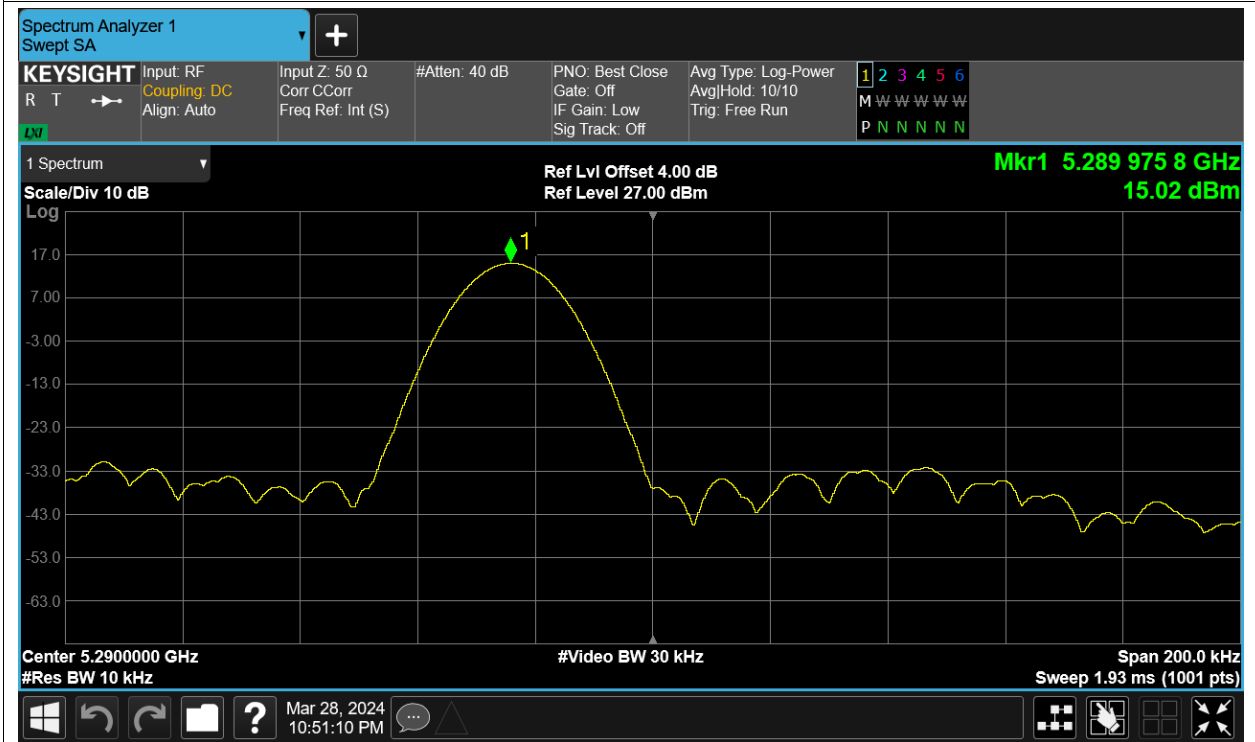 Spectrum Analyzer 1
Swept SA
+
KEYSIGHT
R T
LXI
Input: RF
Coupling: DC
Align: Auto
Input Z: 50 Ω
Corr CCorr
Freq Ref: Int (S)
#Atten: 40 dB
PNO: Best Close
Gate: Off
IF Gain: Low
Sig Track: Off
Avg Type: Log-Power
Avg|Hold: 10/10
Trig: Free Run
1 2 3 4 5 6
M W W W W W
P N N N N N
1 Spectrum
Scale/Div 10 dB
Log
Ref Lvl Offset 4.00 dB
Ref Level 27.00 dBm
Mkr1 5.289 975 8 GHz
15.02 dBm
1
17.0
7.00
-3.00
-13.0
-23.0
-33.0
-43.0
-53.0
-63.0
Center 5.2900000 GHz
#Res BW 10 kHz
#Video BW 30 kHz
Span 200.0 kHz
Sweep 1.93 ms (1001 pts)
?
Mar 28, 2024
10:51:10 PM